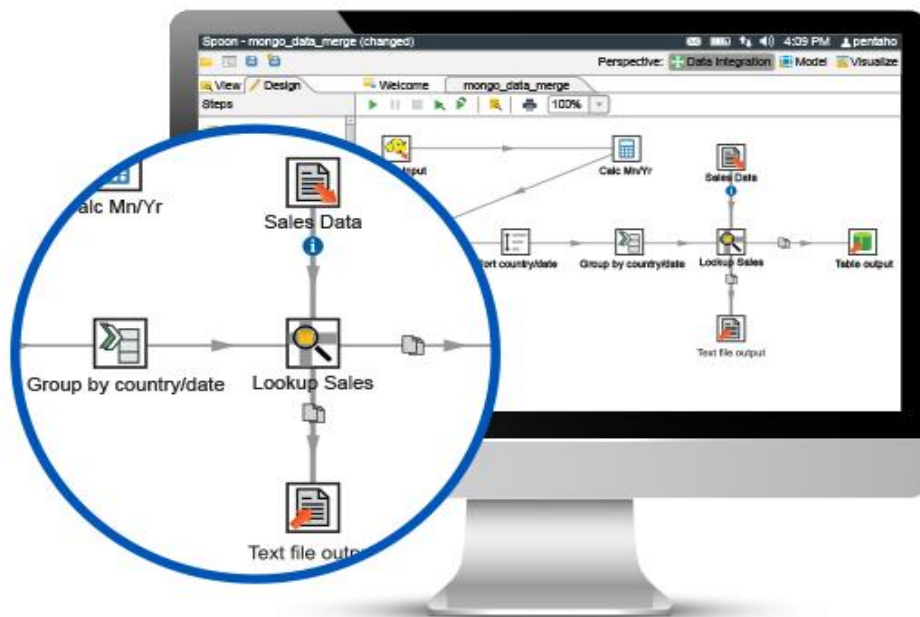 Spoon - mongo_data_merge (changed)
4:09 PM pentaho
Perspective: Data Integration Model Visualize
View Design Welcome mongo_data_merge
Steps
100%
Input
Calc Mn/Yr
Sales Data
Sort country/date
Group by country/date
Lookup Sales
Table output
Text file output
Calc Mn/Yr
Sales Data
i
Group by country/date
Lookup Sales
Text file outp